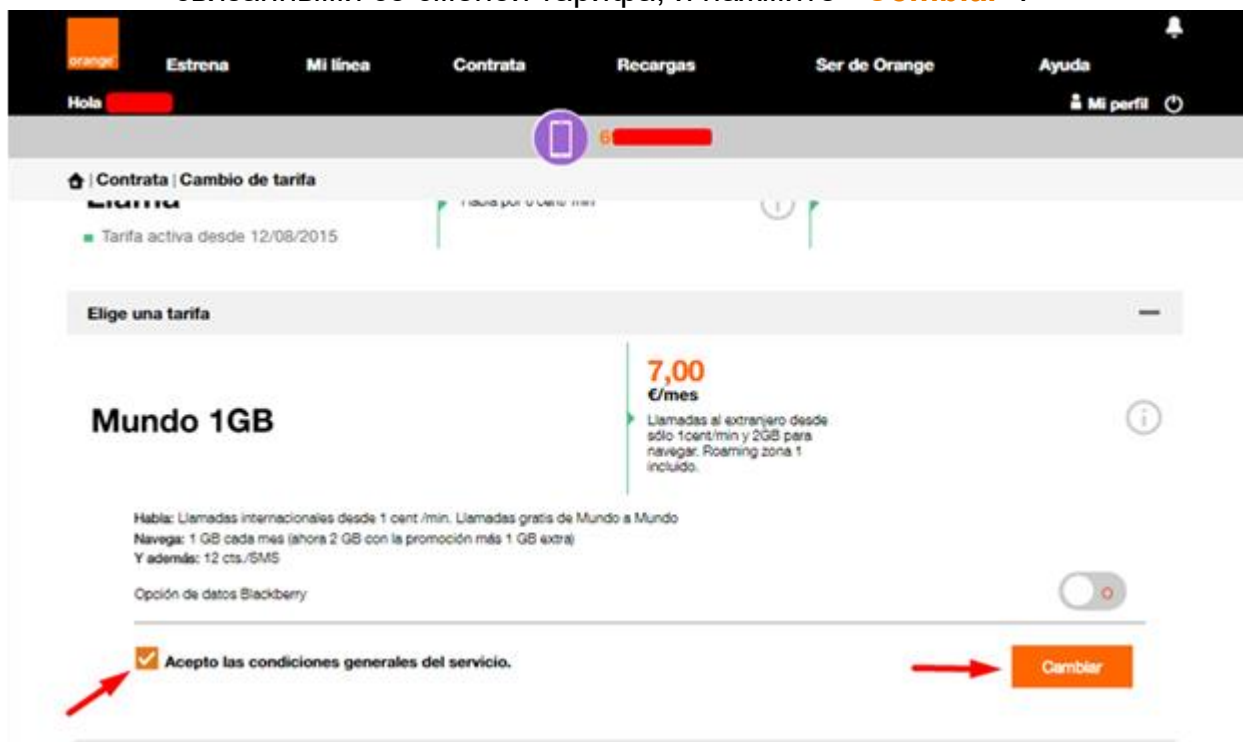 orange
Estrena Mi línea Contrata Recargas Ser de Orange Ayuda
Hola Mi perfil
6
| Contrata | Cambio de tarifa
Tarifa activa desde 12/08/2015
Elige una tarifa
Mundo 1GB
7,00
€/mes
Llamadas al extranjero desde
sólo 1cent/min y 2GB para
navegar. Roaming zona 1
incluido.
Habla: Llamadas internacionales desde 1 cent /min. Llamadas gratis de Mundo a Mundo
Navega: 1 GB cada mes (ahora 2 GB con la promoción más 1 GB extra)
Y además: 12 cts./SMS
Opción de datos Blackberry
Acepto las condiciones generales del servicio.
Cambiar